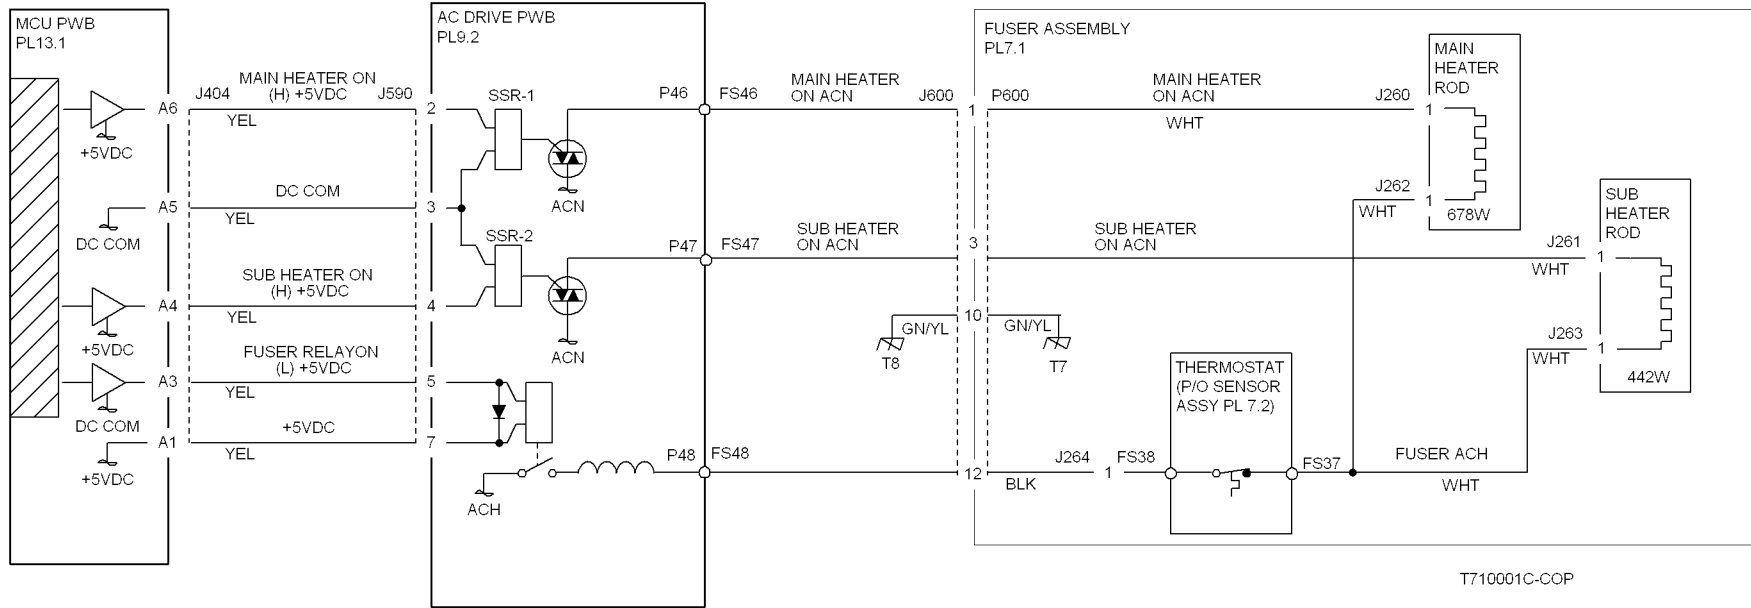 MCU PWB
PL13.1
A6
+5VDC
A5
DC COM
A4
+5VDC
A3
DC COM
A1
+5VDC
J404
MAIN HEATER ON
(H) +5VDC
J590
YEL
DC COM
YEL
SUB HEATER ON
(H) +5VDC
YEL
FUSER RELAYON
(L) +5VDC
YEL
+5VDC
YEL
AC DRIVE PWB
PL9.2
2
SSR-1
3
ACN
SSR-2
4
ACN
5
7
ACH
P46
P47
P48
FS46
MAIN HEATER
ON ACN
J600
FS47
SUB HEATER
ON ACN
GN/YL
T8
FS48
1
3
10
12
FUSER ASSEMBLY
PL7.1
P600
MAIN HEATER
ON ACN
WHT
J260
SUB HEATER
ON ACN
GN/YL
T7
BLK
J264
1
FS38
THERMOSTAT
(P/O SENSOR
ASSY PL 7.2)
FS37
FUSER ACH
WHT
MAIN
HEATER
ROD
1
J262
WHT
1
678W
SUB
HEATER
ROD
J261
WHT
1
J263
WHT
1
442W
T710001C-COP